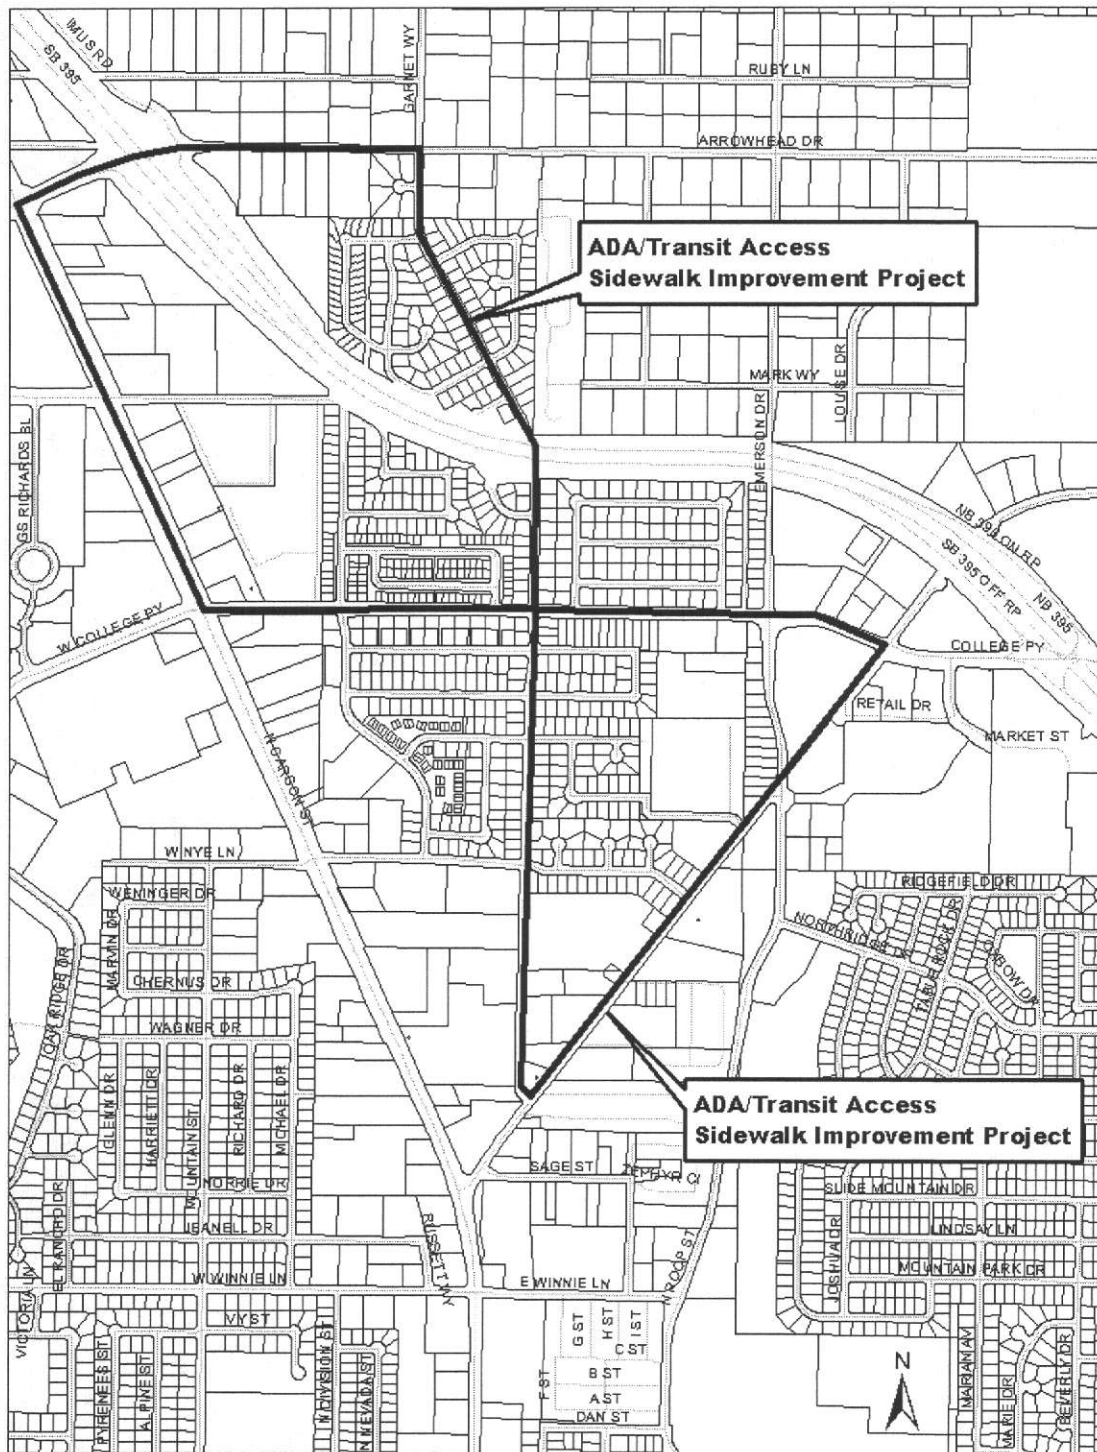 IMUS RD
SB 395
GARNET WY
RUBY LN
ARROWHEAD DR
ADA/Transit Access
Sidewalk Improvement Project
MARK WY
LOUISE DR
EMERSON DR
GS RICHARDS BL
NB 395 ON RP
SB 395 OFF RP
NB 395
W COLLEGE PY
COLLEGE PY
RETAIL DR
MARKET ST
N CARSON ST
W NYE LN
WENINGER DR
MARVIN DR
CHERNUS DR
OAK RIDGE DR
WAGNER DR
RIDGEFIELD DR
NORTHRIDGE DR
TABLE ROCK DR
OXBOW DR
GLENN DR
HARRIETT DR
MOUNTAIN ST
RICHARD DR
MICHAEL DR
ADA/Transit Access
Sidewalk Improvement Project
SAGE ST
ZEPHYR CI
NORRIE DR
SLIDE MOUNTAIN DR
EL RANCHO DR
JEANELL DR
RUSSETT WY
LINDSAY LN
JOSHUA DR
W WINNIE LN
E WINNIE LN
N ROOP ST
MOUNTAIN PARK DR
VICTORIA LN
VY ST
G ST
H ST
I ST
C ST
N DIVISION ST
B ST
N
PYRENEES ST
ALPINE ST
N NEVADA ST
F ST
A ST
DAN ST
MARIAN AV
MARIE DR
BEVERLY DR